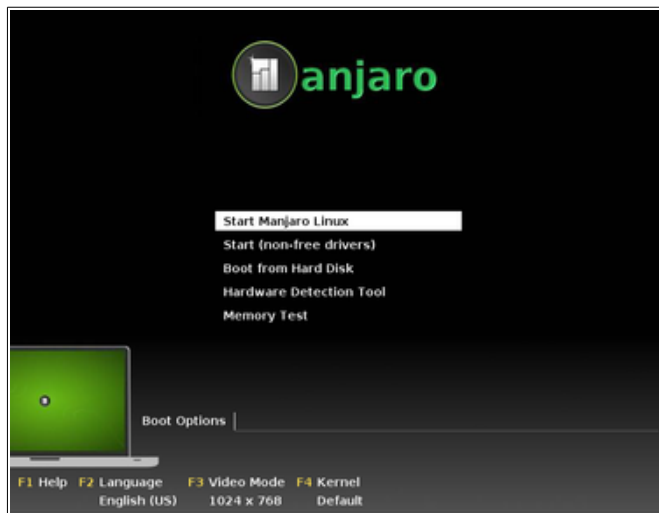 anjaro
Start Manjaro Linux
Start (non-free drivers)
Boot from Hard Disk
Hardware Detection Tool
Memory Test
Boot Options
F1 Help F2 Language F3 Video Mode F4 Kernel
English (US) 1024 x 768 Default